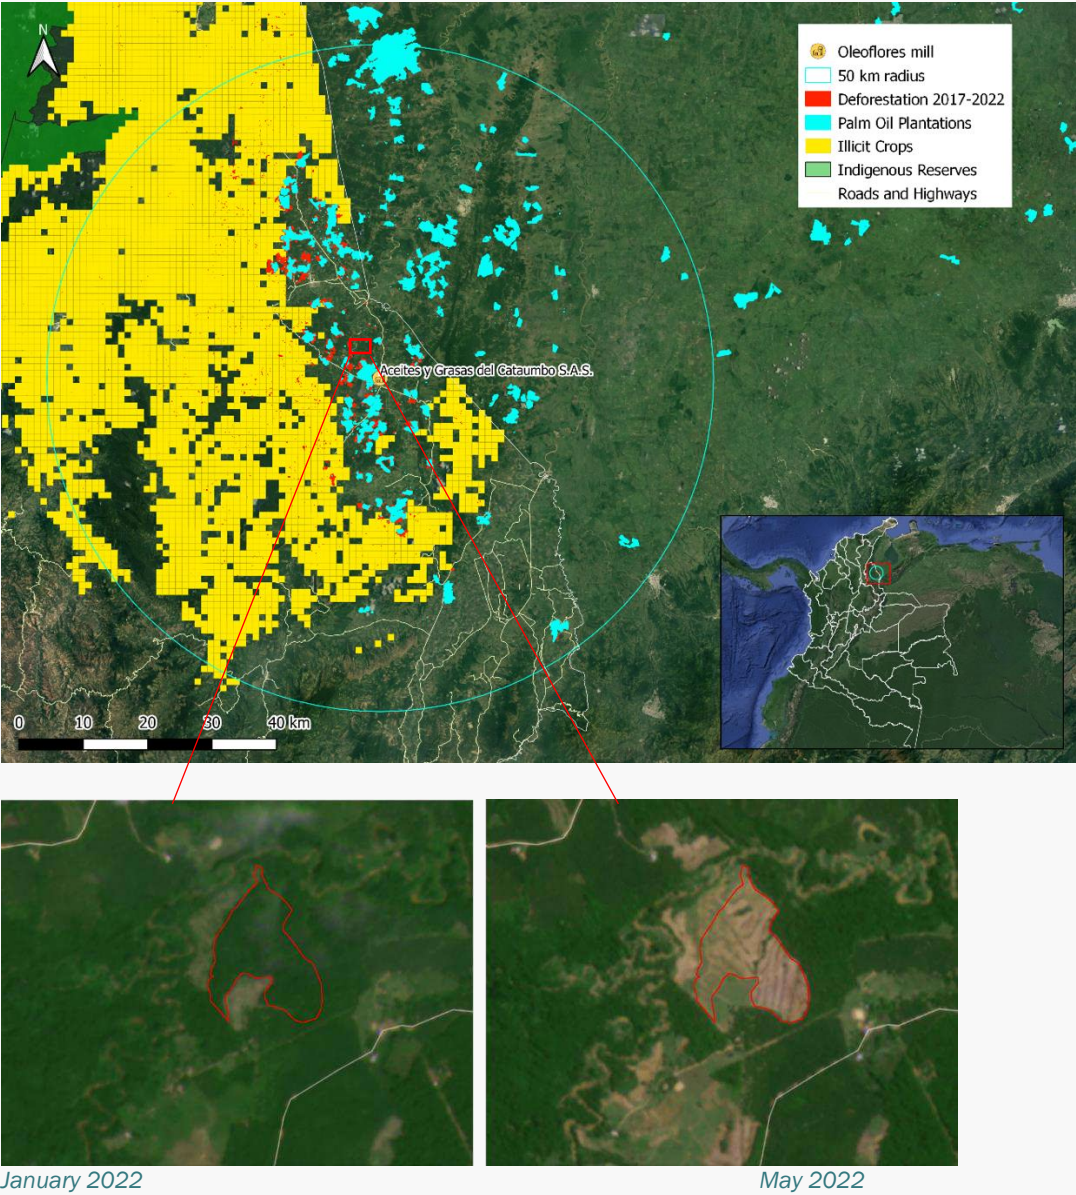 N
Oleoflores mill
50 km radius
Deforestation 2017-2022
Palm Oil Plantations
Illicit Crops
Indigenous Reserves
Roads and Highways
Aceites y Grasas del Cataumbo S.A.S.
0 10 20 30 40 km
January 2022
May 2022